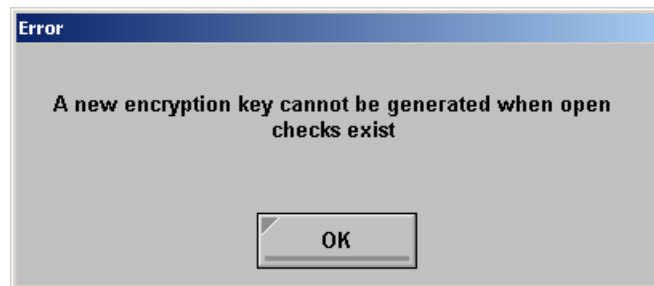 Error
A new encryption key cannot be generated when open
checks exist
OK